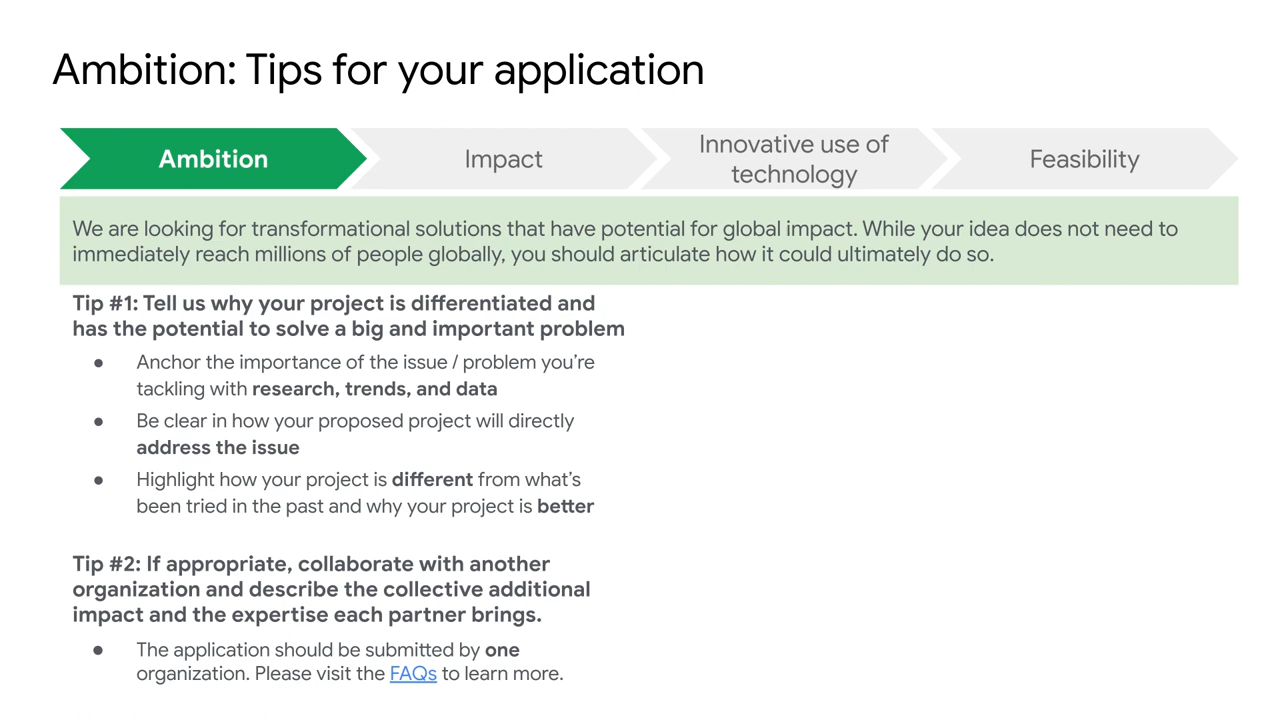 Ambition: Tips for your application
Ambition
Impact
Innovative use of
technology
Feasibility
We are looking for transformational solutions that have potential for global impact. While your idea does not need to
immediately reach millions of people globally, you should articulate how it could ultimately do so.
Tip #1: Tell us why your project is differentiated and
has the potential to solve a big and important problem
● Anchor the importance of the issue / problem you’re
tackling with research, trends, and data
● Be clear in how your proposed project will directly
address the issue
● Highlight how your project is different from what’s
been tried in the past and why your project is better
Tip #2: If appropriate, collaborate with another
organization and describe the collective additional
impact and the expertise each partner brings.
● The application should be submitted by one
organization. Please visit the FAQs to learn more.